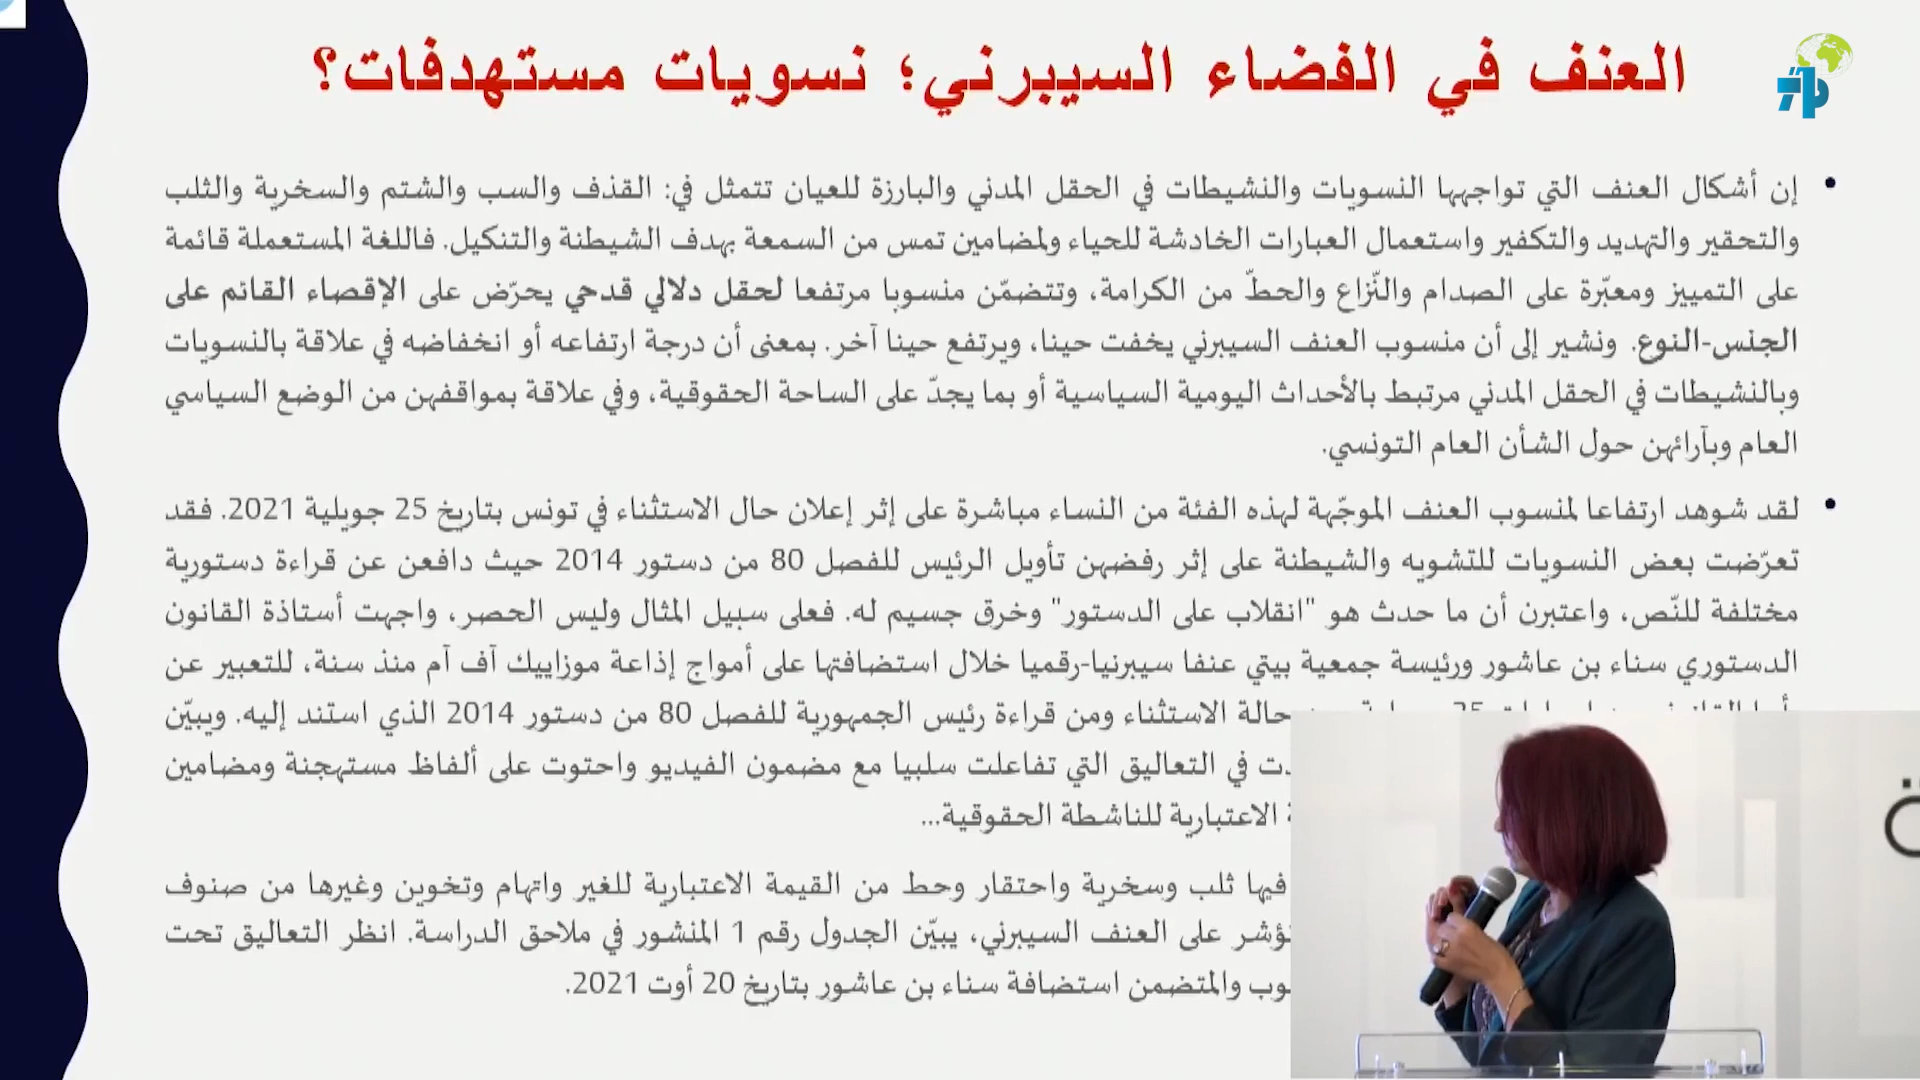 العنف في الفضاء السيبرني؛ نسويات مستهدفات؟
• إن أشكال العنف التي تواجهها النسويات والنشيطات في الحقل المدني والبارزة للعيان تتمثل في: القذف والسب والشتم والسخرية والثلب
والتحقير والتهديد والتكفير واستعمال العبارات الخادشة للحياء ولمضامين تمس من السمعة بهدف الشيطنة والتنكيل. فاللغة المستعملة قائمة
على التمييز ومعبّرة على الصدام والنّزاع والحطّ من الكرامة، وتتضمّن منسوبا مرتفعا لحقل دلالي قدحي يحرّض على الإقصاء القائم على
الجنس-النوع. ونشير إلى أن منسوب العنف السيبرني يخفت حينا، ويرتفع حينا آخر. بمعنى أن درجة ارتفاعه أو انخفاضه في علاقة بالنسويات
وبالنشيطات في الحقل المدني مرتبط بالأحداث اليومية السياسية أو بما يجدّ على الساحة الحقوقية، وفي علاقة بمواقفهن من الوضع السياسي
العام وبآرائهن حول الشأن العام التونسي.
• لقد شوهد ارتفاعا لمنسوب العنف الموجّهة لهذه الفئة من النساء مباشرة على إثر إعلان حال الاستثناء في تونس بتاريخ 25 جويلية 2021. فقد
تعرّضت بعض النسويات للتشويه والشيطنة على إثر رفضهن تأويل الرئيس للفصل 80 من دستور 2014 حيث دافعن عن قراءة دستورية
مختلفة للنّص، واعتبرن أن ما حدث هو "انقلاب على الدستور" وخرق جسيم له. فعلى سبيل المثال وليس الحصر، واجهت أستاذة القانون
الدستوري سناء بن عاشور ورئيسة جمعية بيتي عنفا سيبرنيا-رقميا خلال استضافتها على أمواج إذاعة موزاييك آف آم منذ سنة، للتعبير عن
حالة الاستثناء ومن قراءة رئيس الجمهورية للفصل 80 من دستور 2014 الذي استند إليه. ويبيّن
في التعاليق التي تفاعلت سلبيا مع مضمون الفيديو واحتوت على ألفاظ مستهجنة ومضامين
الاعتبارية للناشطة الحقوقية...
فيها ثلب وسخرية واحتقار وحط من القيمة الاعتبارية للغير واتهام وتخوين وغيرها من صنوف
على العنف السيبرني، يبيّن الجدول رقم 1 المنشور في ملاحق الدراسة. انظر التعاليق تحت
والمتضمن استضافة سناء بن عاشور بتاريخ 20 أوت 2021.